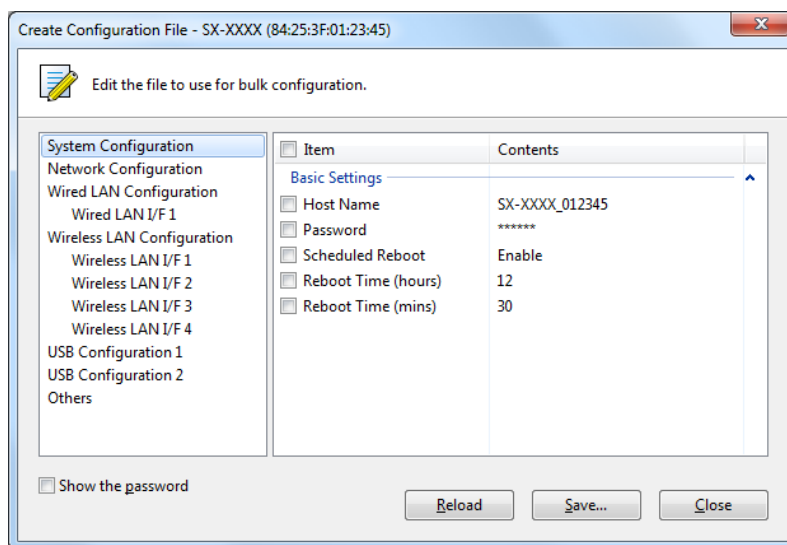 Create Configuration File - SX-XXXX (84:25:3F:01:23:45)
Edit the file to use for bulk configuration.
System Configuration
Network Configuration
Wired LAN Configuration
Wired LAN I/F 1
Wireless LAN Configuration
Wireless LAN I/F 1
Wireless LAN I/F 2
Wireless LAN I/F 3
Wireless LAN I/F 4
USB Configuration 1
USB Configuration 2
Others
Item Contents
Basic Settings
Host Name SX-XXXX_012345
Password ******
Scheduled Reboot Enable
Reboot Time (hours) 12
Reboot Time (mins) 30
Show the password
Reload Save... Close